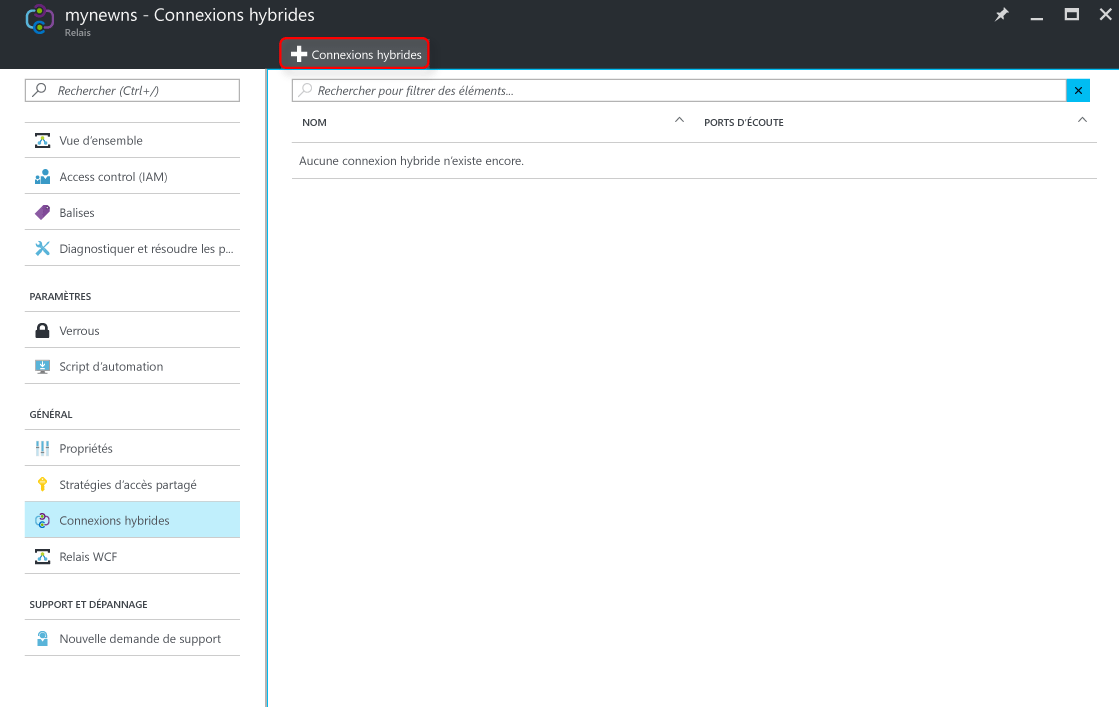 mynewns - Connexions hybrides
Relais
Connexions hybrides
Rechercher (Ctrl+/)
Vue d'ensemble
Access control (IAM)
Balises
Diagnostiquer et résoudre les p...
PARAMÈTRES
Verrous
Script d'automation
GÉNÉRAL
Propriétés
Stratégies d'accès partagé
Connexions hybrides
Relais WCF
SUPPORT ET DÉPANNAGE
Nouvelle demande de support
Rechercher pour filtrer des éléments...
NOM
PORTS D'ÉCOUTE
Aucune connexion hybride n'existe encore.